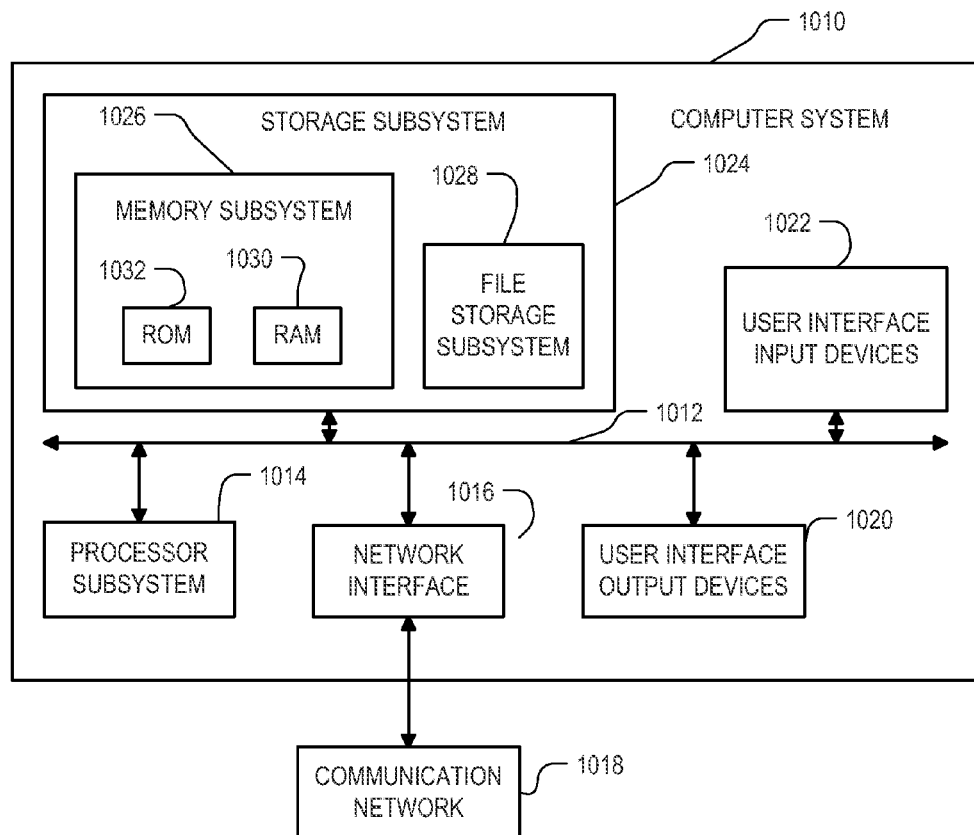 1010
STORAGE SUBSYSTEM
COMPUTER SYSTEM
1026
1024
MEMORY SUBSYSTEM
1028
1022
1032
1030
ROM
RAM
FILE
STORAGE
SUBSYSTEM
USER INTERFACE
INPUT DEVICES
1012
1014
1016
1020
PROCESSOR
SUBSYSTEM
NETWORK
INTERFACE
USER INTERFACE
OUTPUT DEVICES
COMMUNICATION
NETWORK
1018